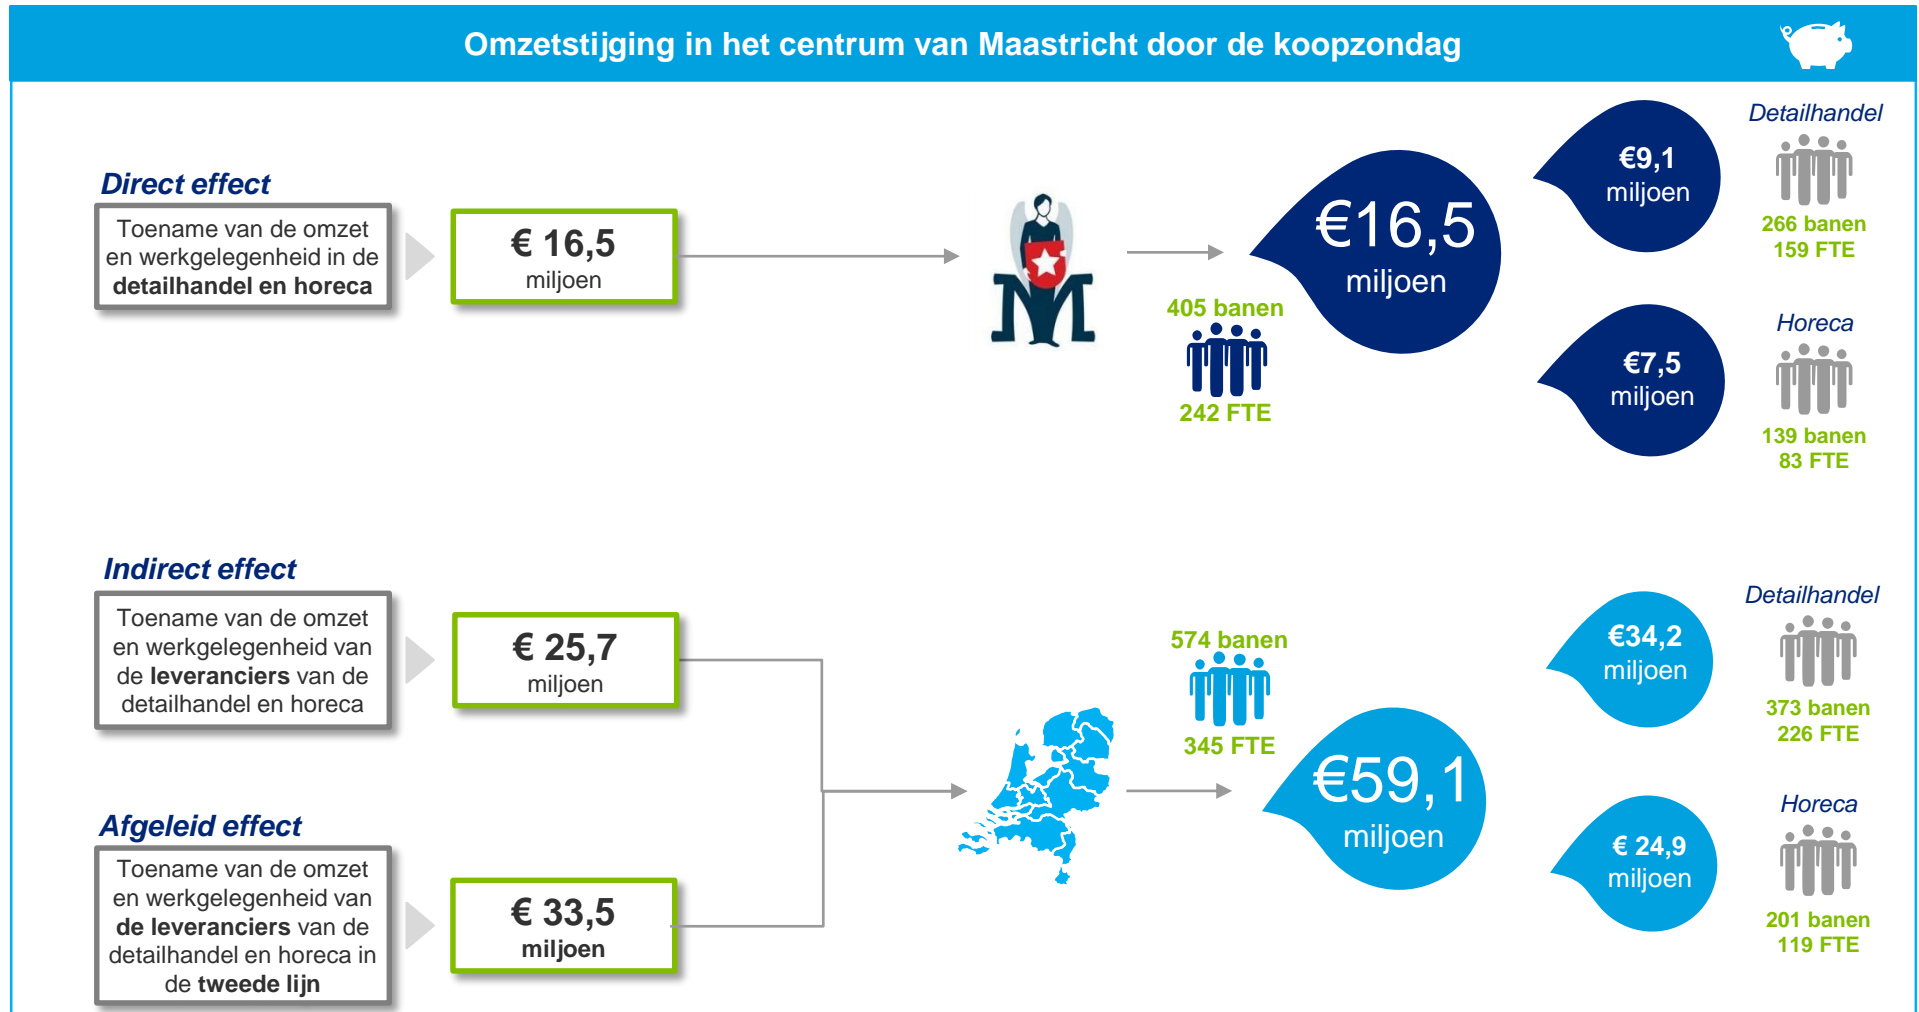 Omzetstijging in het centrum van Maastricht door de koopzondag
Direct effect
Toename van de omzet
en werkgelegenheid in de
detailhandel en horeca
€ 16,5
miljoen
405 banen
242 FTE
€16,5
miljoen
€9,1
miljoen
Detailhandel
266 banen
159 FTE
€7,5
miljoen
Horeca
139 banen
83 FTE
Indirect effect
Toename van de omzet
en werkgelegenheid van
de leveranciers van de
detailhandel en horeca
€ 25,7
miljoen
Afgeleid effect
Toename van de omzet
en werkgelegenheid van
de leveranciers van de
detailhandel en horeca in
de tweede lijn
€ 33,5
miljoen
574 banen
345 FTE
€59,1
miljoen
€34,2
miljoen
Detailhandel
373 banen
226 FTE
€ 24,9
miljoen
Horeca
201 banen
119 FTE